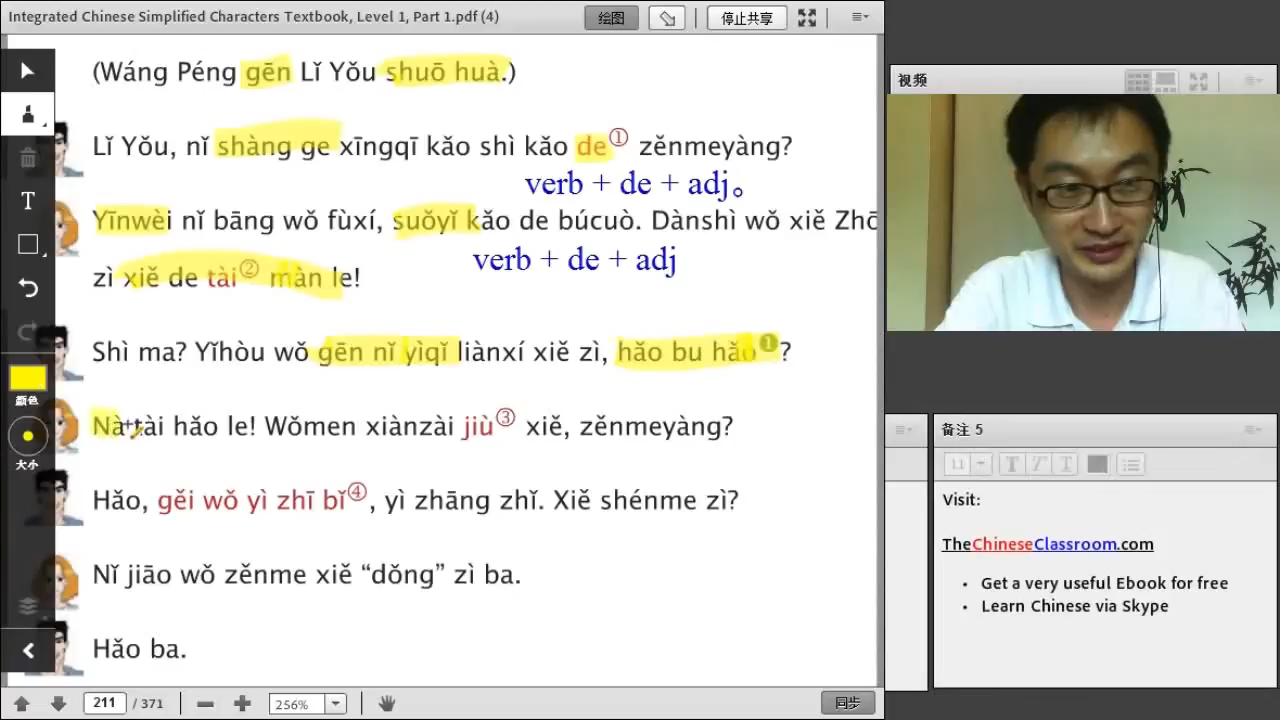 Integrated Chinese Simplified Characters Textbook, Level 1, Part 1.pdf (4)
绘图
停止共享
(Wáng Péng gēn Lǐ Yǒu shuō huà.)
Lǐ Yǒu, nǐ shàng ge xīngqī kǎo shì kǎo de① zěnmeyàng?
verb + de + adj。
Yīnwèi nǐ bāng wǒ fùxí, suǒyǐ kǎo de búcuò. Dànshì wǒ xiě Zhō
verb + de + adj
zì xiě de tài② màn le!
Shì ma? Yǐhòu wǒ gēn nǐ yìqǐ liànxí xiě zì, hǎo bu hǎo❶?
Nà tài hǎo le! Wǒmen xiànzài jiù③ xiě, zěnmeyàng?
Hǎo, gěi wǒ yì zhī bǐ④, yì zhāng zhǐ. Xiě shénme zì?
Nǐ jiāo wǒ zěnme xiě “dǒng” zì ba.
Hǎo ba.
T
颜色
大小
211 / 371
256%
同步
视频
备注 5
11
T T T
Visit:
TheChineseClassroom.com
• Get a very useful Ebook for free
• Learn Chinese via Skype